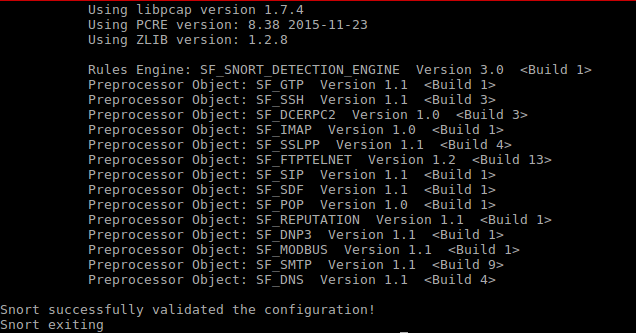 Using libpcap version 1.7.4
Using PCRE version: 8.38 2015-11-23
Using ZLIB version: 1.2.8
Rules Engine: SF_SNORT_DETECTION_ENGINE  Version 3.0  <Build 1>
Preprocessor Object: SF_GTP  Version 1.1  <Build 1>
Preprocessor Object: SF_SSH  Version 1.1  <Build 3>
Preprocessor Object: SF_DCERPC2  Version 1.0  <Build 3>
Preprocessor Object: SF_IMAP  Version 1.0  <Build 1>
Preprocessor Object: SF_SSLPP  Version 1.1  <Build 4>
Preprocessor Object: SF_FTPTELNET  Version 1.2  <Build 13>
Preprocessor Object: SF_SIP  Version 1.1  <Build 1>
Preprocessor Object: SF_SDF  Version 1.1  <Build 1>
Preprocessor Object: SF_POP  Version 1.0  <Build 1>
Preprocessor Object: SF_REPUTATION  Version 1.1  <Build 1>
Preprocessor Object: SF_DNP3  Version 1.1  <Build 1>
Preprocessor Object: SF_MODBUS  Version 1.1  <Build 1>
Preprocessor Object: SF_SMTP  Version 1.1  <Build 9>
Preprocessor Object: SF_DNS  Version 1.1  <Build 4>
Snort successfully validated the configuration!
Snort exiting